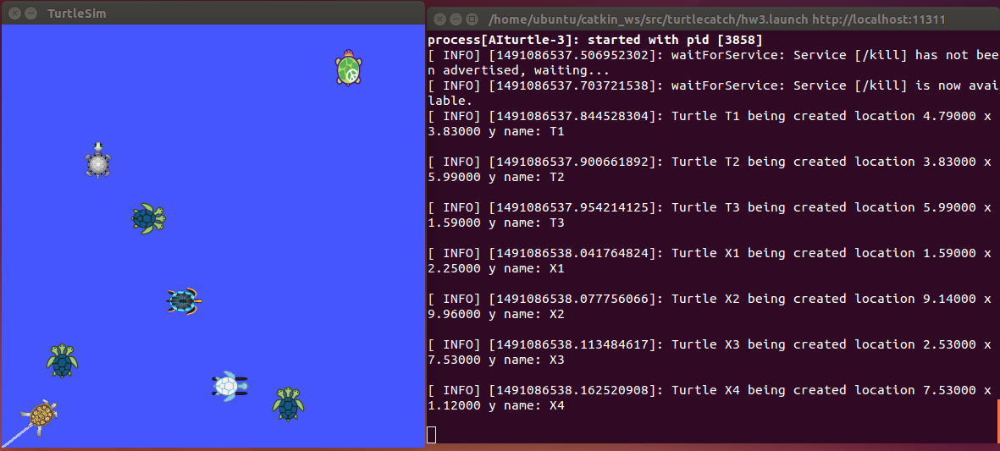 TurtleSim
/home/ubuntu/catkin_ws/src/turtlecatch/hw3.launch http://localhost:11311
process[AIturtle-3]: started with pid [3858]
[ INFO] [1491086537.506952302]: waitForService: Service [/kill] has not bee
n advertised, waiting...
[ INFO] [1491086537.703721538]: waitForService: Service [/kill] is now avai
lable.
[ INFO] [1491086537.844528304]: Turtle T1 being created location 4.79000 x
3.83000 y name: T1
[ INFO] [1491086537.900661892]: Turtle T2 being created location 3.83000 x
5.99000 y name: T2
[ INFO] [1491086537.954214125]: Turtle T3 being created location 5.99000 x
1.59000 y name: T3
[ INFO] [1491086538.041764824]: Turtle X1 being created location 1.59000 x
2.25000 y name: X1
[ INFO] [1491086538.077756066]: Turtle X2 being created location 9.14000 x
9.96000 y name: X2
[ INFO] [1491086538.113484617]: Turtle X3 being created location 2.53000 x
7.53000 y name: X3
[ INFO] [1491086538.162520908]: Turtle X4 being created location 7.53000 x
1.12000 y name: X4